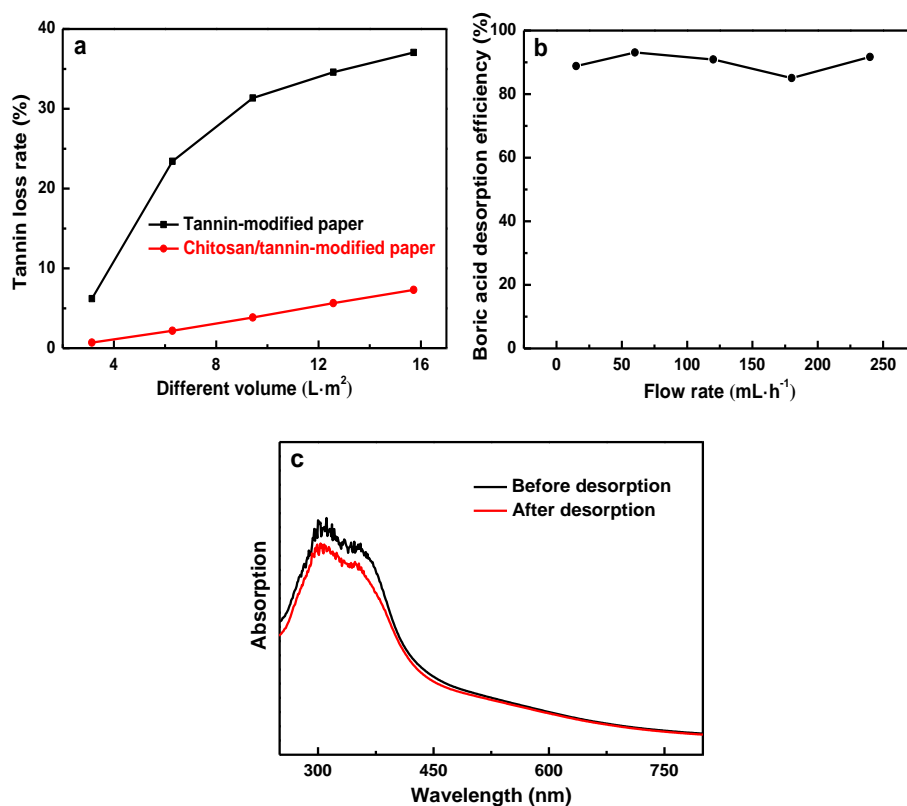 a
Tannin loss rate (%)
40
30
20
10
0
Tannin-modified paper
Chitosan/tannin-modified paper
4 8 12 16
Different volume (L·m²)
b
Boric acid desorption efficiency (%)
100
80
60
40
20
0
0 50 100 150 200 250
Flow rate (mL·h⁻¹)
c
Before desorption
After desorption
Absorption
300 450 600 750
Wavelength (nm)